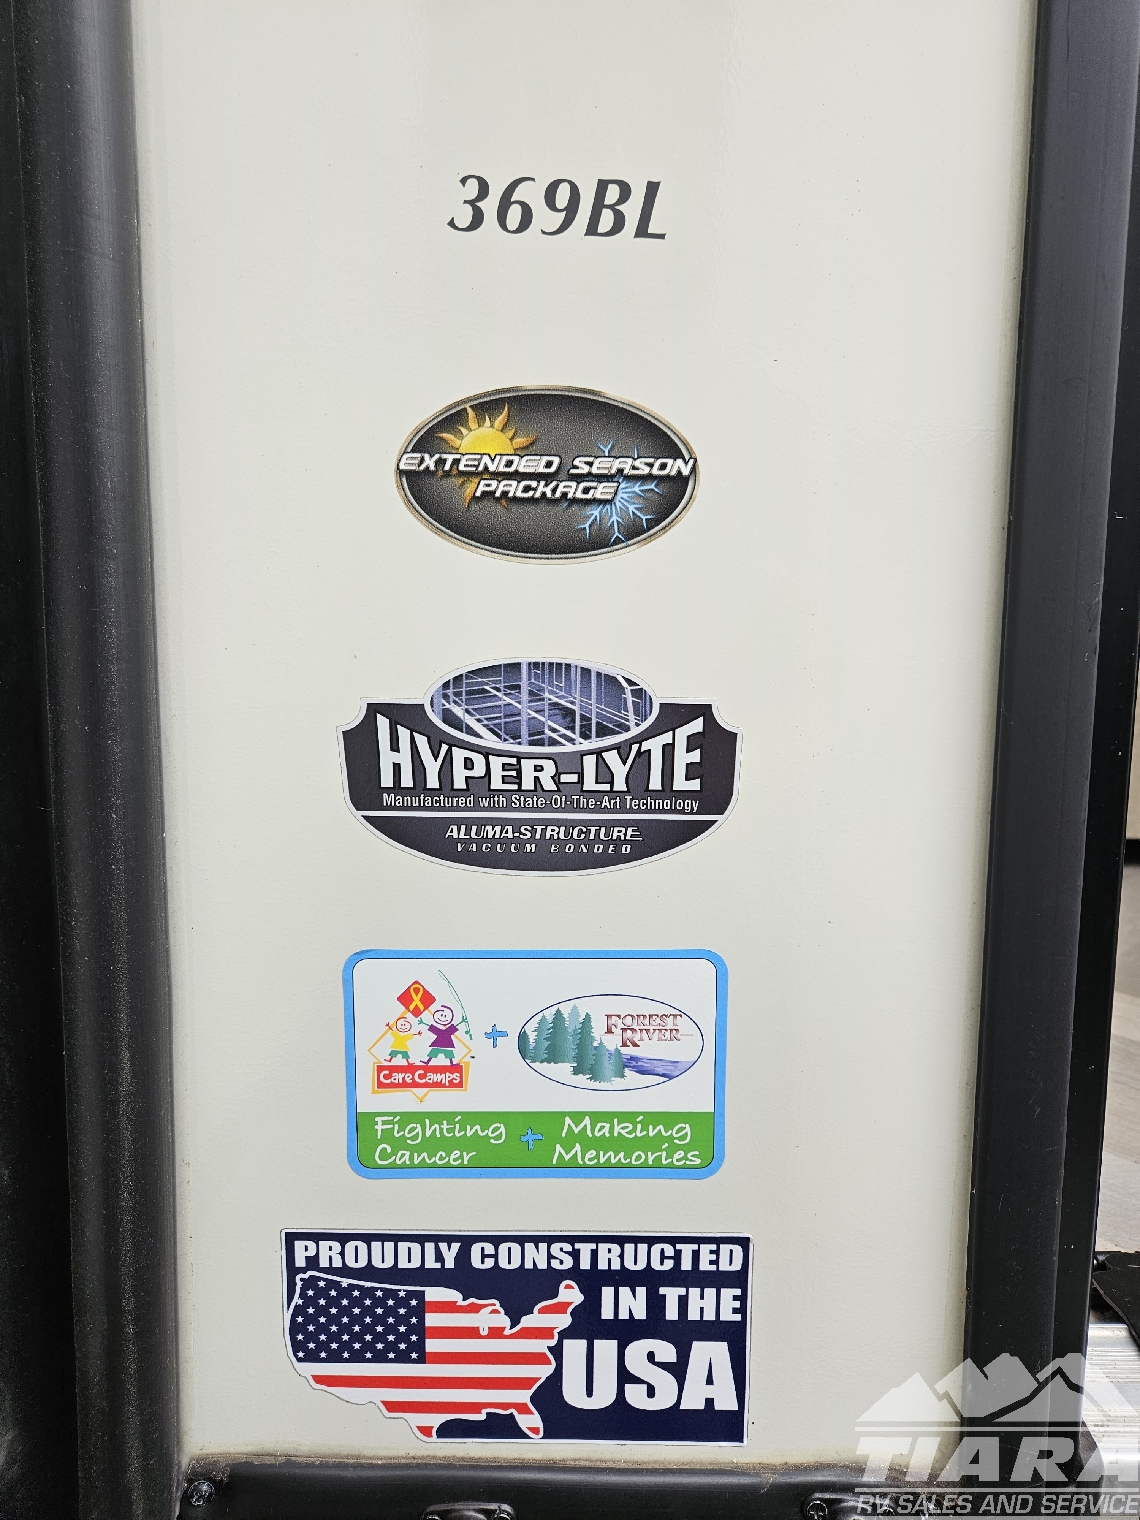 369BL
EXTENDED SEASON
PACKAGE
HYPER-LYTE
Manufactured with State-Of-The-Art Technology
ALUMA-STRUCTURE
VACUUM BONDED
FOREST
RIVER
Care Camps
Fighting + Making
Cancer Memories
PROUDLY CONSTRUCTED
IN THE
USA
TIARA
RV SALES AND SERVICE